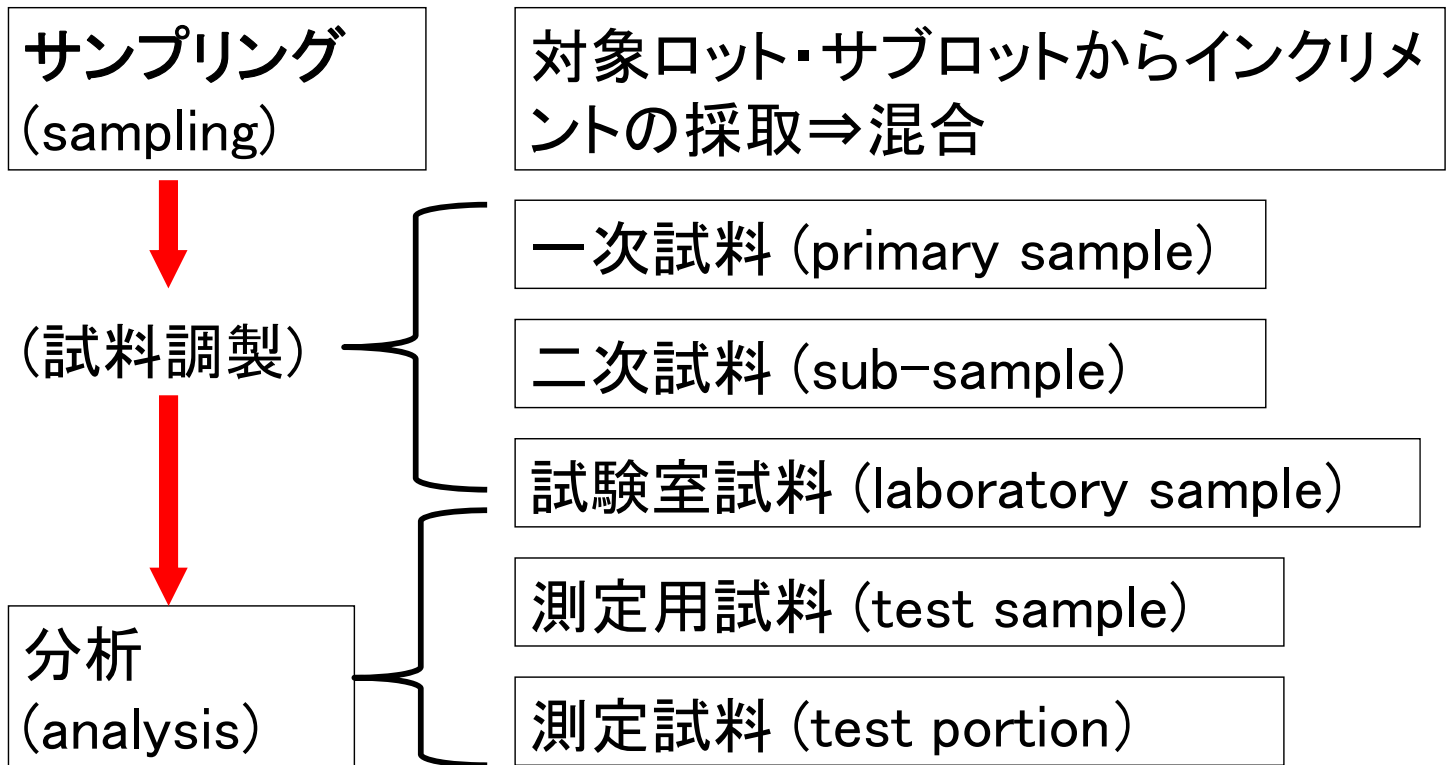 サンプリング
(sampling)
対象ロット・サブロットからインクリメ
ントの採取⇒混合
一次試料 (primary sample)
(試料調製)
二次試料 (sub-sample)
試験室試料 (laboratory sample)
測定用試料 (test sample)
分析
(analysis)
測定試料 (test portion)